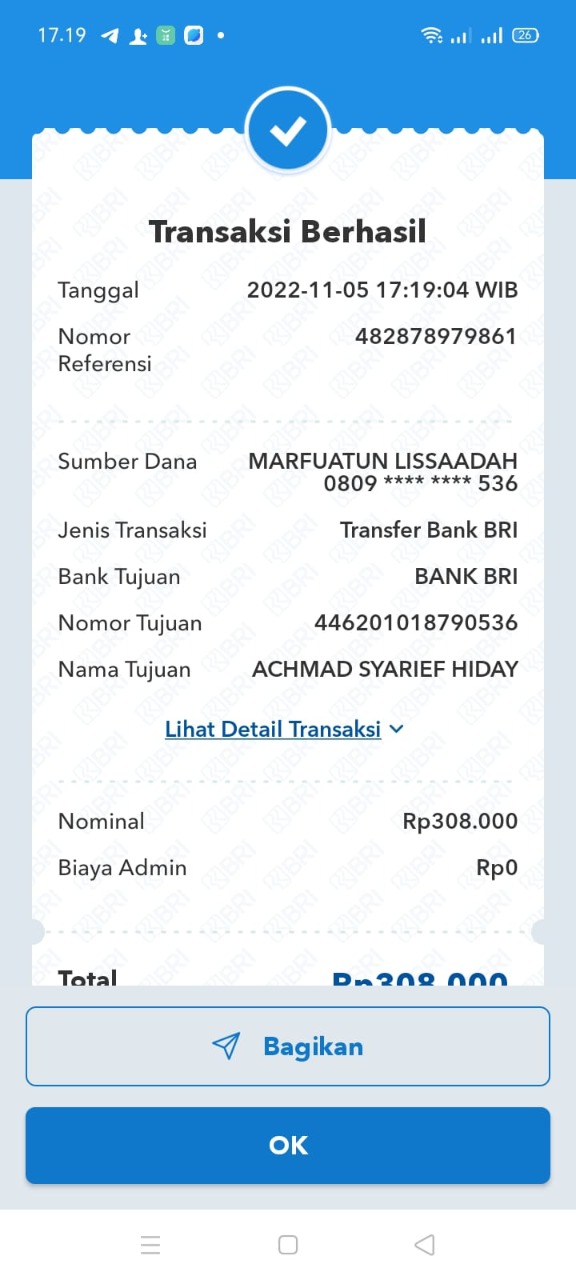 17.19
26
Transaksi Berhasil
Tanggal 2022-11-05 17:19:04 WIB
Nomor Referensi 482878979861
Sumber Dana MARFUATUN LISSAADAH
0809 **** **** 536
Jenis Transaksi Transfer Bank BRI
Bank Tujuan BANK BRI
Nomor Tujuan 446201018790536
Nama Tujuan ACHMAD SYARIEF HIDAY
Lihat Detail Transaksi
Nominal Rp308.000
Biaya Admin Rp0
Total Rp308.000
Bagikan
OK